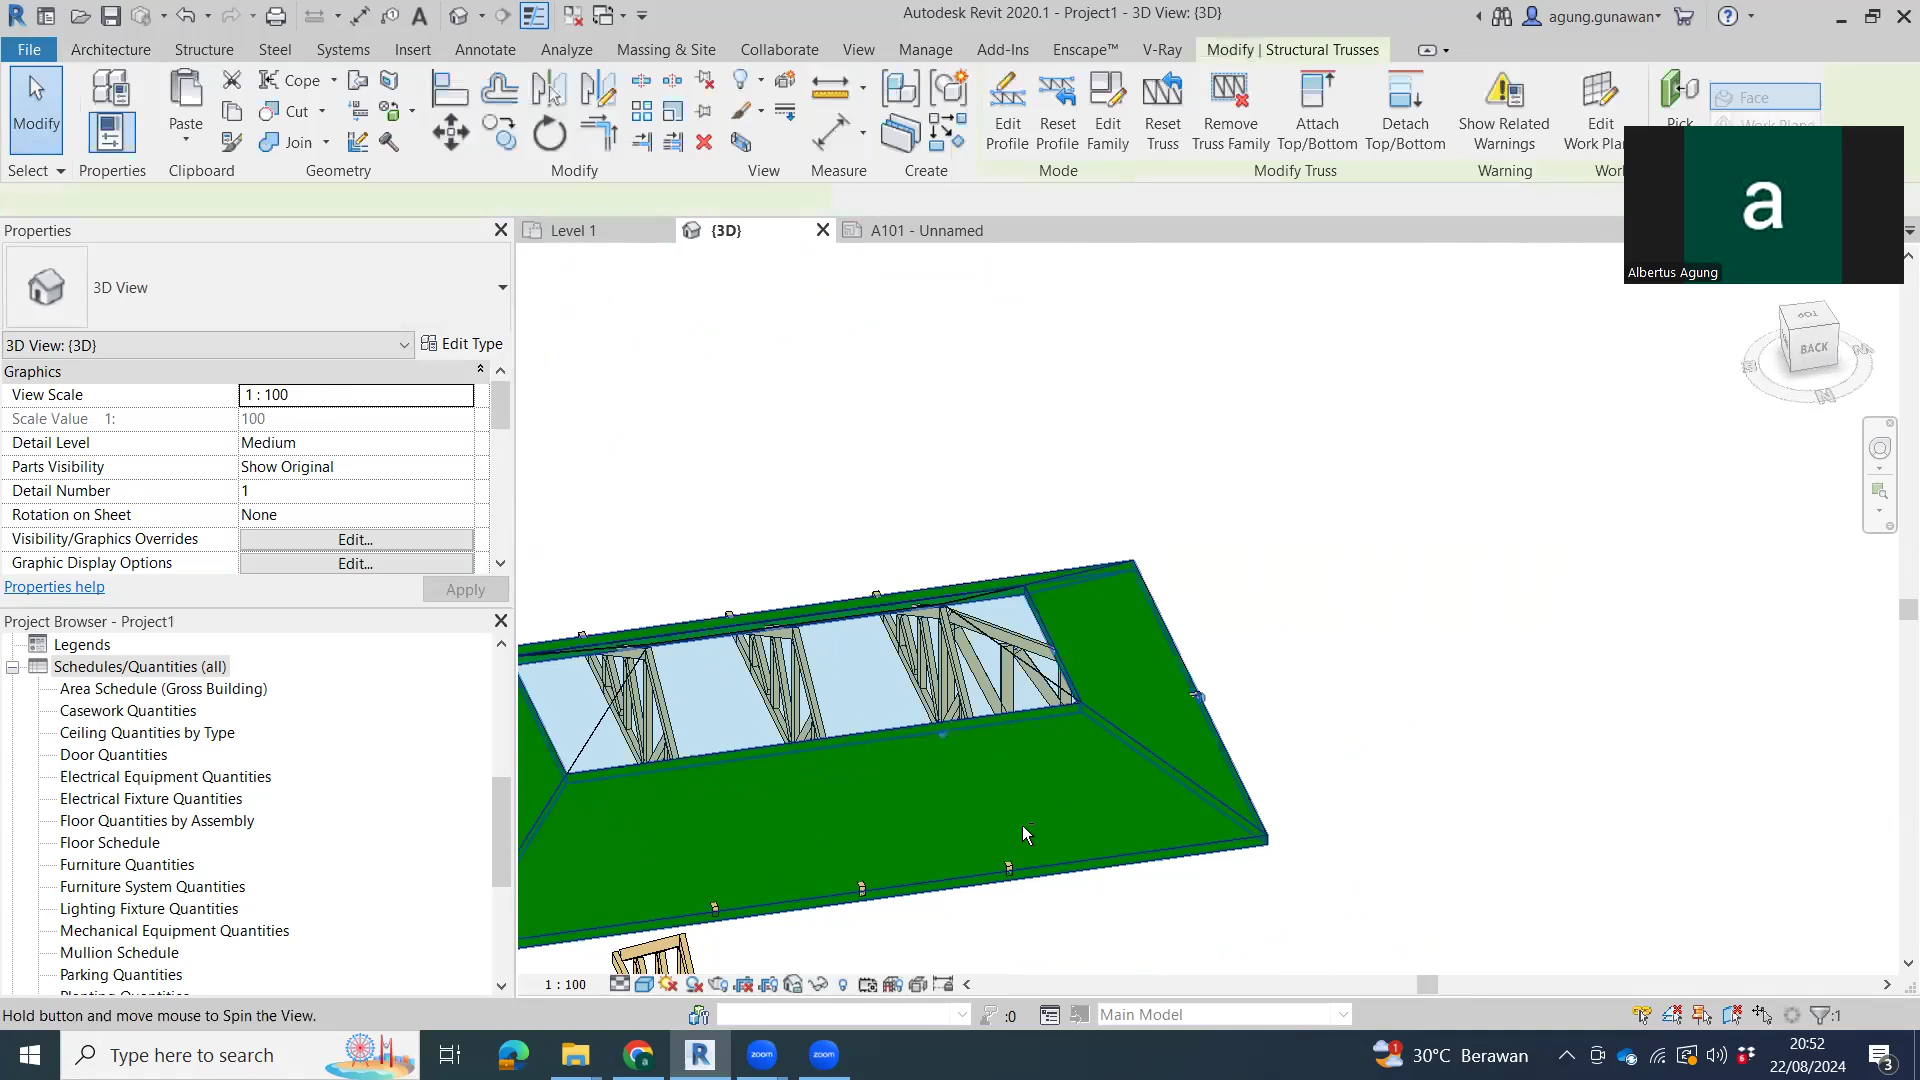 Autodesk Revit 2020.1 - Project1 - 3D View: {3D}
agung.gunawan
File Architecture Structure Steel Systems Insert Annotate Analyze Massing & Site Collaborate View Manage Add-Ins Enscape™ V-Ray Modify | Structural Trusses
Modify
Paste
Cope
Cut
Join
Edit Profile
Reset Profile
Edit Family
Reset Truss
Remove Truss Family
Attach Top/Bottom
Detach Top/Bottom
Show Related Warnings
Edit
Work Pla
Pick
Face
Select Properties Clipboard Geometry Modify View Measure Create Mode Modify Truss Warning
a
Albertus Agung
Properties
Level 1
{3D}
A101 - Unnamed
3D View
3D View: {3D}
Edit Type
Graphics
View Scale 1 : 100
Scale Value 1: 100
Detail Level Medium
Parts Visibility Show Original
Detail Number 1
Rotation on Sheet None
Visibility/Graphics Overrides Edit...
Graphic Display Options Edit...
Properties help
Apply
TOP
BACK
Project Browser - Project1
Legends
Schedules/Quantities (all)
Area Schedule (Gross Building)
Casework Quantities
Ceiling Quantities by Type
Door Quantities
Electrical Equipment Quantities
Electrical Fixture Quantities
Floor Quantities by Assembly
Floor Schedule
Furniture Quantities
Furniture System Quantities
Lighting Fixture Quantities
Mechanical Equipment Quantities
Mullion Schedule
Parking Quantities
1 : 100
Hold button and move mouse to Spin the View.
:0
Main Model
:1
Type here to search
zoom
zoom
30°C Berawan
20:52
22/08/2024
3